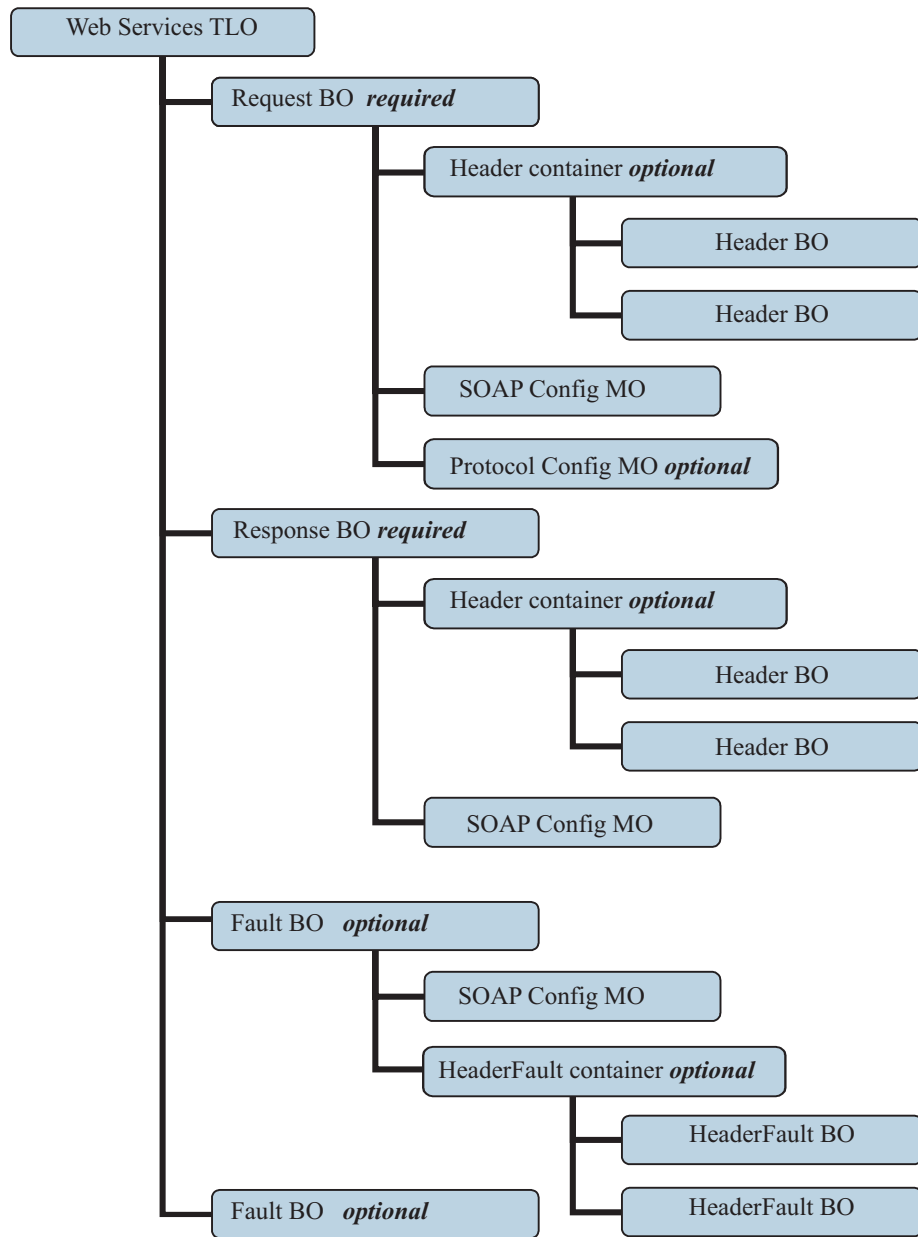 Web Services TLO
Request BO required
Header container optional
Header BO
Header BO
SOAP Config MO
Protocol Config MO optional
Response BO required
Header container optional
Header BO
Header BO
SOAP Config MO
Fault BO optional
SOAP Config MO
HeaderFault container optional
HeaderFault BO
HeaderFault BO
Fault BO optional